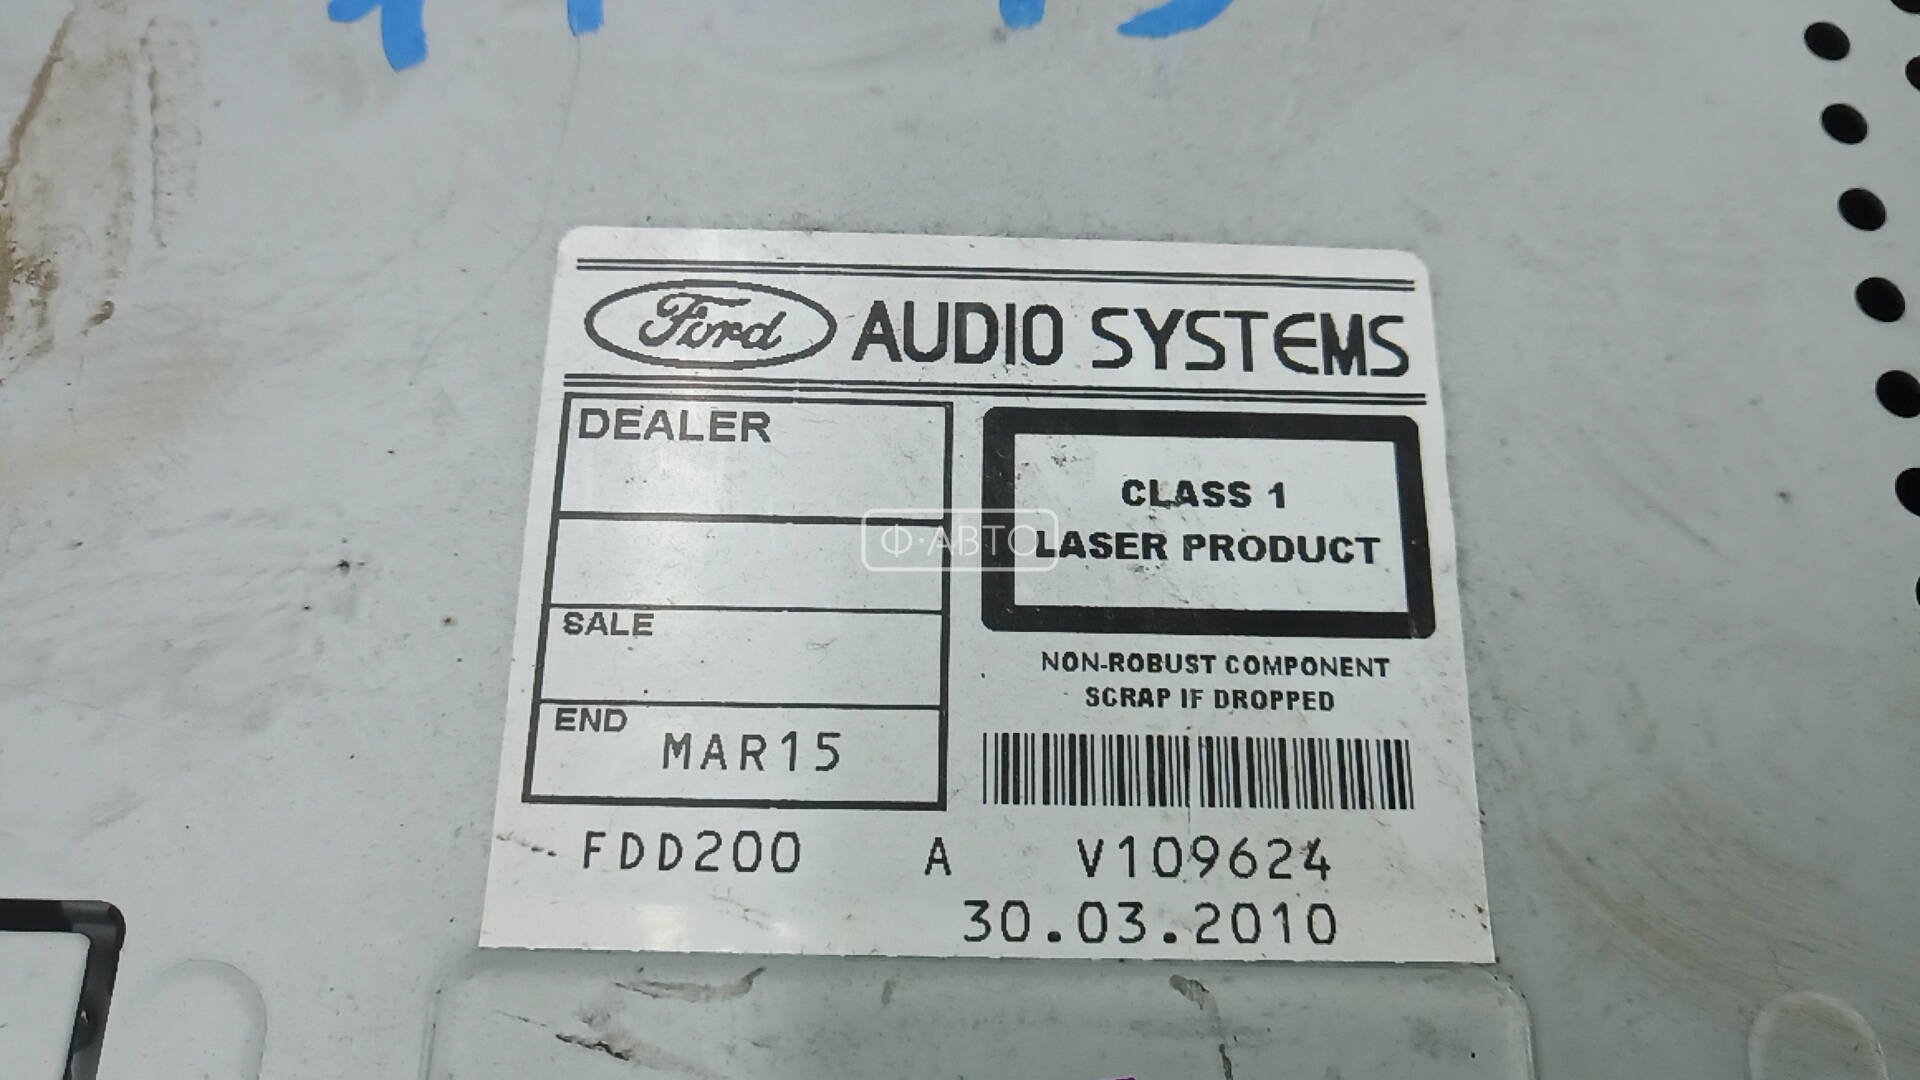 Ford AUDIO SYSTEMS
DEALER
CLASS 1
LASER PRODUCT
Ф·АВТО
SALE
NON-ROBUST COMPONENT
SCRAP IF DROPPED
END MAR15
FDD200 A V109624
30.03.2010